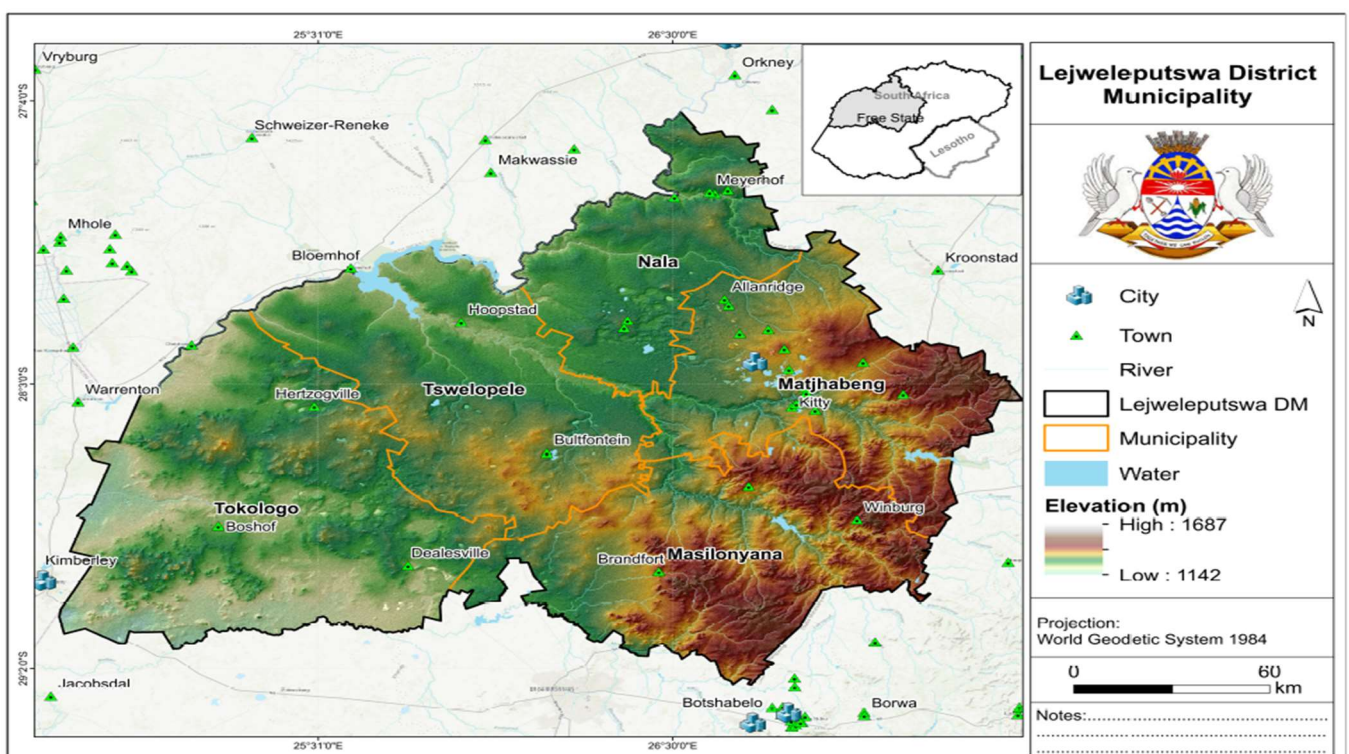 25°31'0"E
26°30'0"E
27°4'0"S
28°3'0"S
29°2'0"S
25°31'0"E
26°30'0"E
Vryburg
Orkney
Schweizer-Reneke
Makwassie
Meyerhof
Mhole
Bloemhof
Nala
Kroonstad
Allanridge
Hoopstad
Warrenton
Hertzogville
Tswelopele
Matjhabeng
Kitty
Bultfontein
Tokologo
Boshof
Winburg
Kimberley
Dealesville
Brandfort
Masilonyana
Jacobsdal
Botshabelo
Borwa
South Africa
Free State
Lesotho
Lejweleputswa District
Municipality
City
N
Town
River
Lejweleputswa DM
Municipality
Water
Elevation (m)
High : 1687
Low : 1142
Projection:
World Geodetic System 1984
0 60
km
Notes: